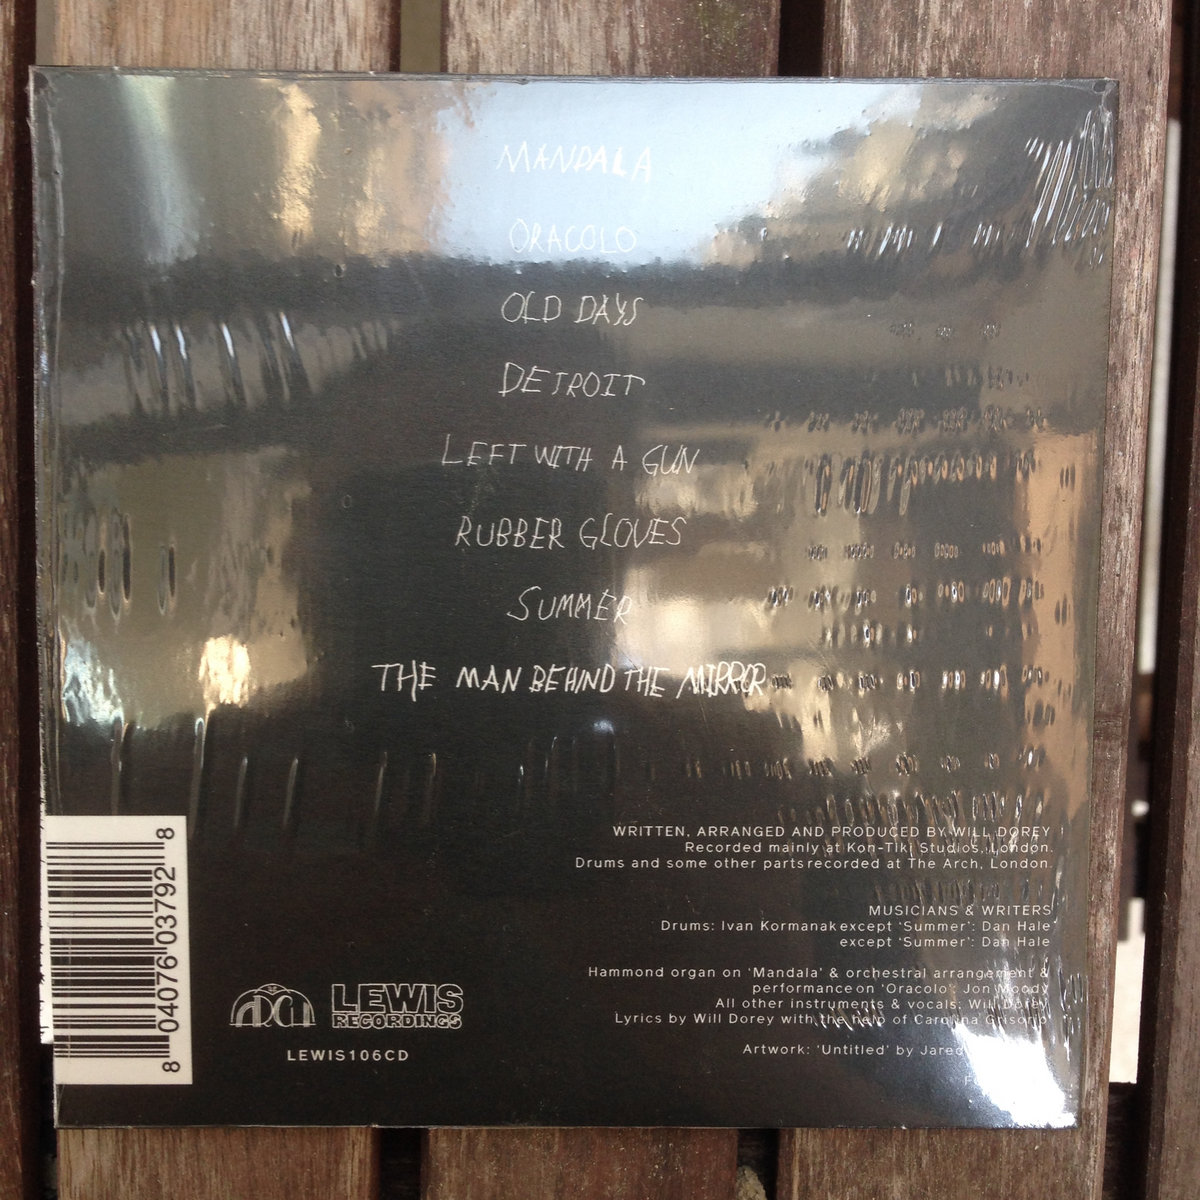 MANDALA
ORACOLO
OLD DAYS
DETROIT
LEFT WITH A GUN
RUBBER GLOVES
SUMMER
THE MAN BEHIND THE MIRROR
WRITTEN, ARRANGED AND PRODUCED BY WILL DOREY
Recorded mainly at Kon-Tiki Studios, London.
Drums and some other parts recorded at The Arch, London.
MUSICIANS & WRITERS
Drums: Ivan Kormanak except 'Summer': Dan Hale
except 'Summer': Dan Hale
Hammond organ on 'Mandala' & orchestral arrangement &
performance on 'Oracolo': Jon Moody
All other instruments & vocals: Will Dorey
Lyrics by Will Dorey with the help of Carolina Grisorio
Artwork: 'Untitled' by Jared
8 04076 03792 8
LEWIS
RECORDINGS
LEWIS106CD